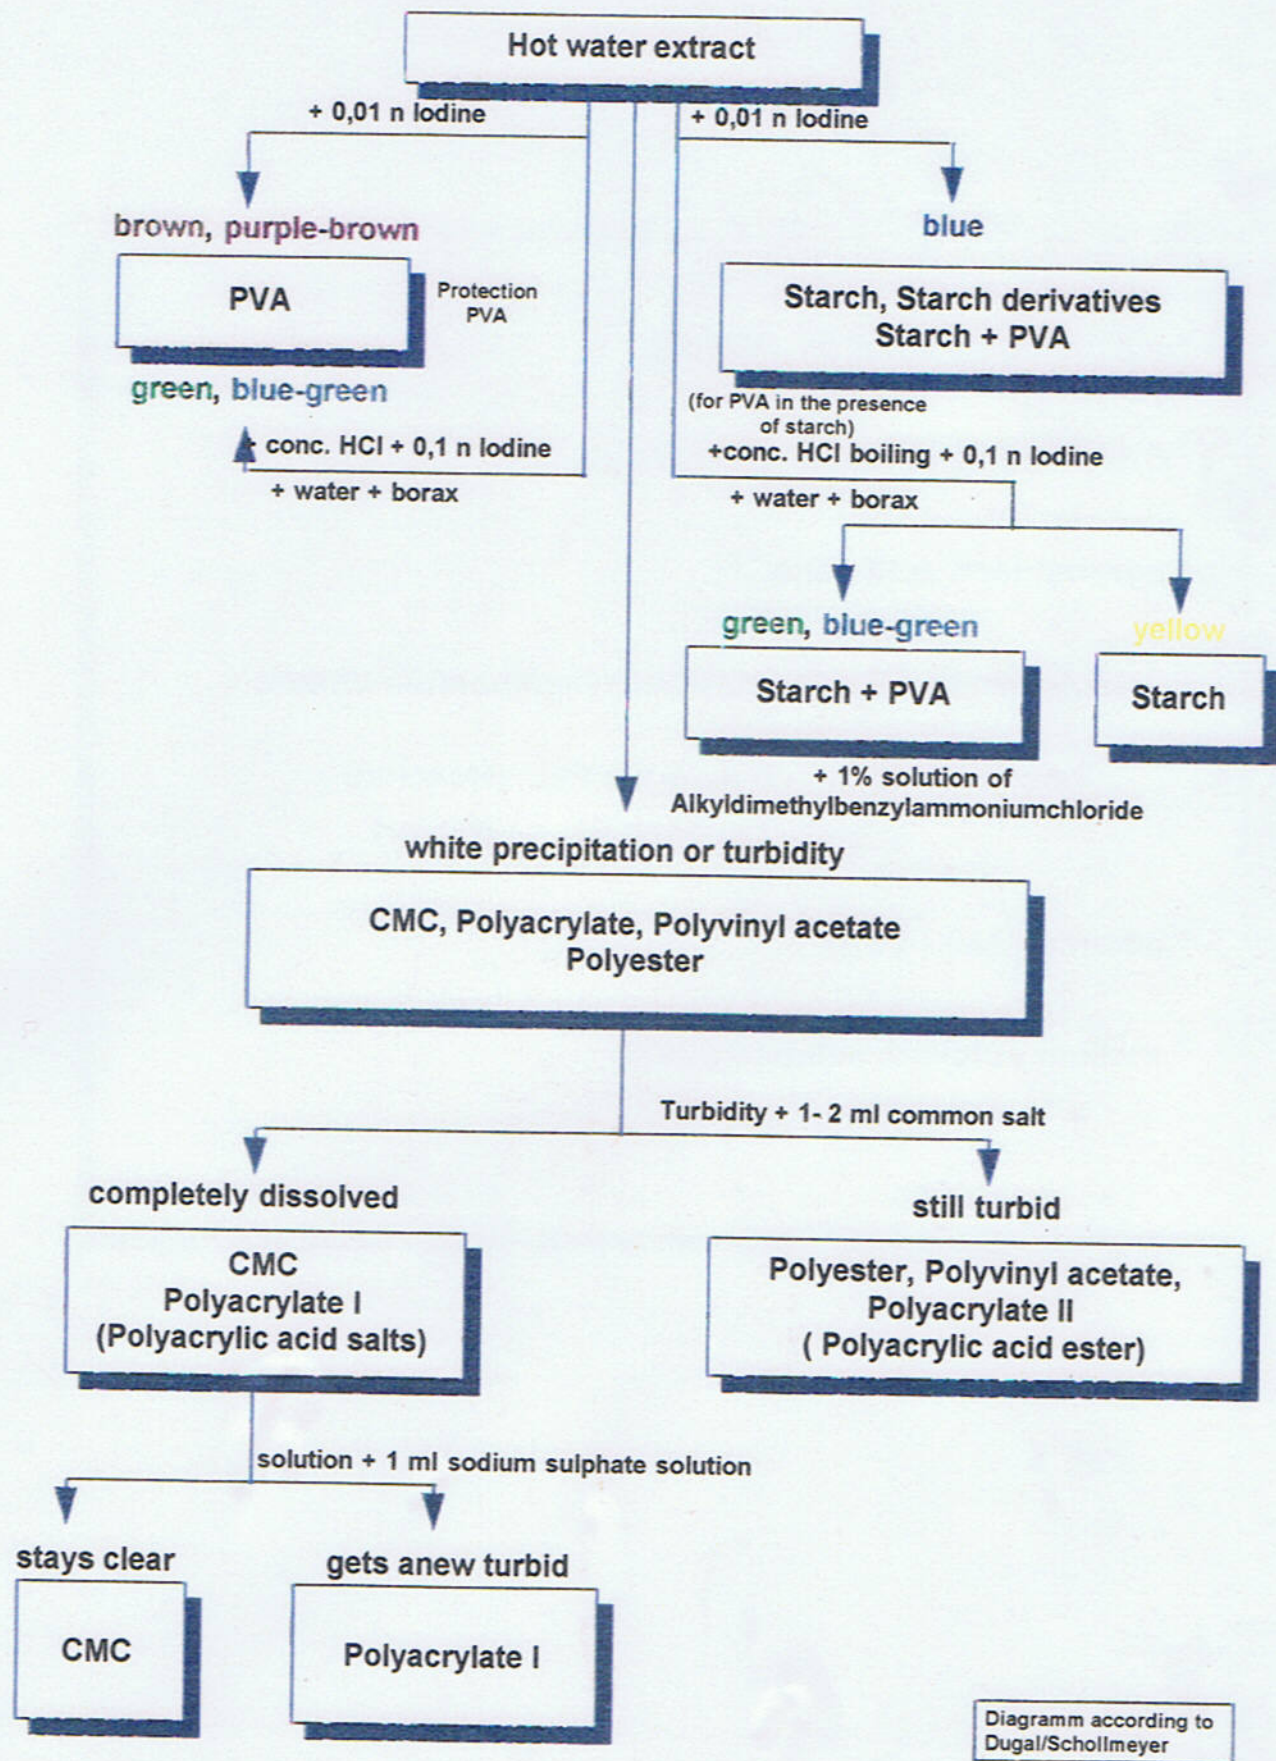 Hot water extract
+ 0,01 n Iodine
+ 0,01 n Iodine
brown, purple-brown
blue
PVA
Protection
PVA
Starch, Starch derivatives
Starch + PVA
green, blue-green
(for PVA in the presence
of starch)
+ conc. HCl + 0,1 n Iodine
+conc. HCl boiling + 0,1 n Iodine
+ water + borax
+ water + borax
green, blue-green
yellow
Starch + PVA
Starch
+ 1% solution of
Alkyldimethylbenzylammoniumchloride
white precipitation or turbidity
CMC, Polyacrylate, Polyvinyl acetate
Polyester
Turbidity + 1- 2 ml common salt
completely dissolved
still turbid
CMC
Polyacrylate I
(Polyacrylic acid salts)
Polyester, Polyvinyl acetate,
Polyacrylate II
( Polyacrylic acid ester)
solution + 1 ml sodium sulphate solution
stays clear
gets anew turbid
CMC
Polyacrylate I
Diagramm according to
Dugal/Schollmeyer